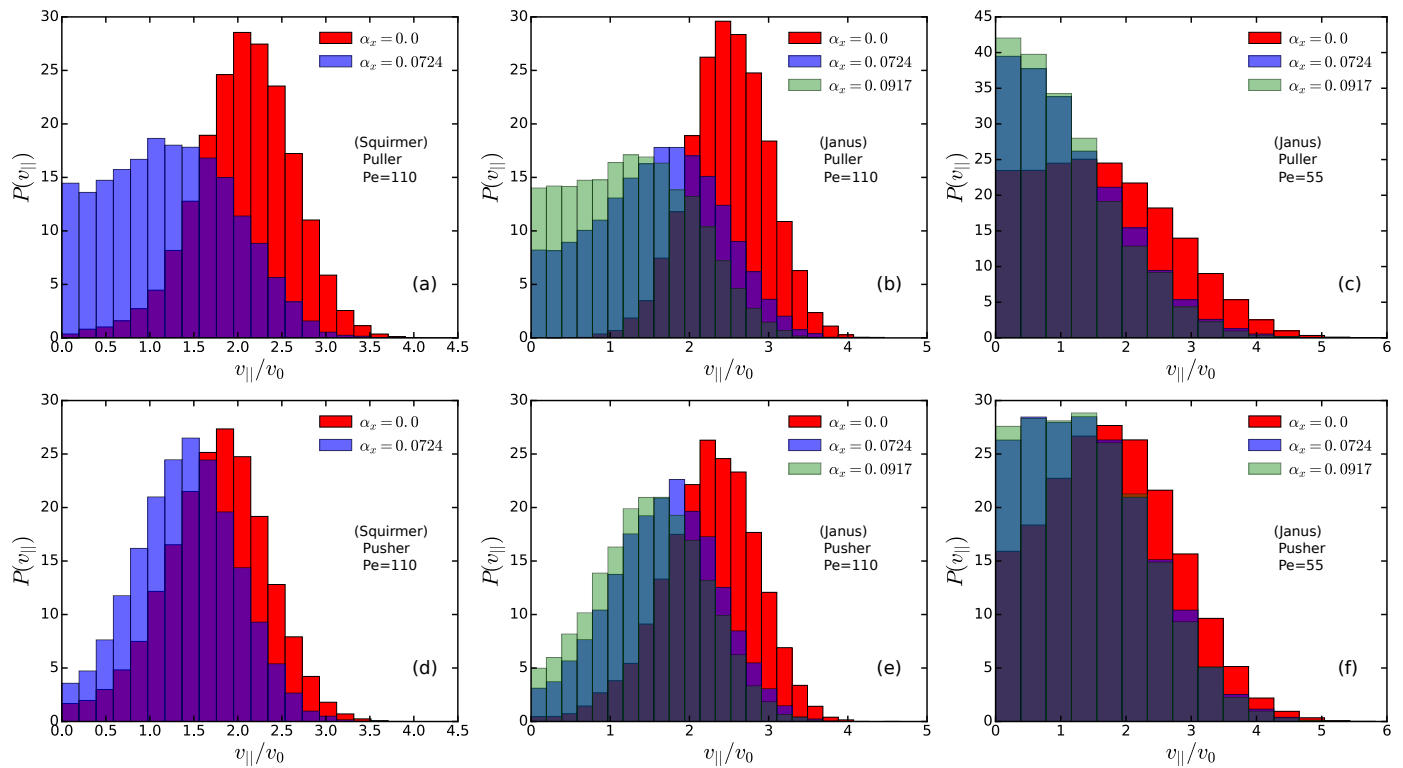 30
25
20
15
10
5
0
0.0 0.5 1.0 1.5 2.0 2.5 3.0 3.5 4.0 4.5
P(v||)
v||/v0
αx = 0.0
αx = 0.0724
(Squirmer)
Puller
Pe=110
(a)
30
25
20
15
10
5
0
0 1 2 3 4 5
P(v||)
v||/v0
αx = 0.0
αx = 0.0724
αx = 0.0917
(Janus)
Puller
Pe=110
(b)
45
40
35
30
25
20
15
10
5
0
0 1 2 3 4 5 6
P(v||)
v||/v0
αx = 0.0
αx = 0.0724
αx = 0.0917
(Janus)
Puller
Pe=55
(c)
30
25
20
15
10
5
0
0.0 0.5 1.0 1.5 2.0 2.5 3.0 3.5 4.0 4.5
P(v||)
v||/v0
αx = 0.0
αx = 0.0724
(Squirmer)
Pusher
Pe=110
(d)
30
25
20
15
10
5
0
0 1 2 3 4 5
P(v||)
v||/v0
αx = 0.0
αx = 0.0724
αx = 0.0917
(Janus)
Pusher
Pe=110
(e)
30
25
20
15
10
5
0
0 1 2 3 4 5 6
P(v||)
v||/v0
αx = 0.0
αx = 0.0724
αx = 0.0917
(Janus)
Pusher
Pe=55
(f)